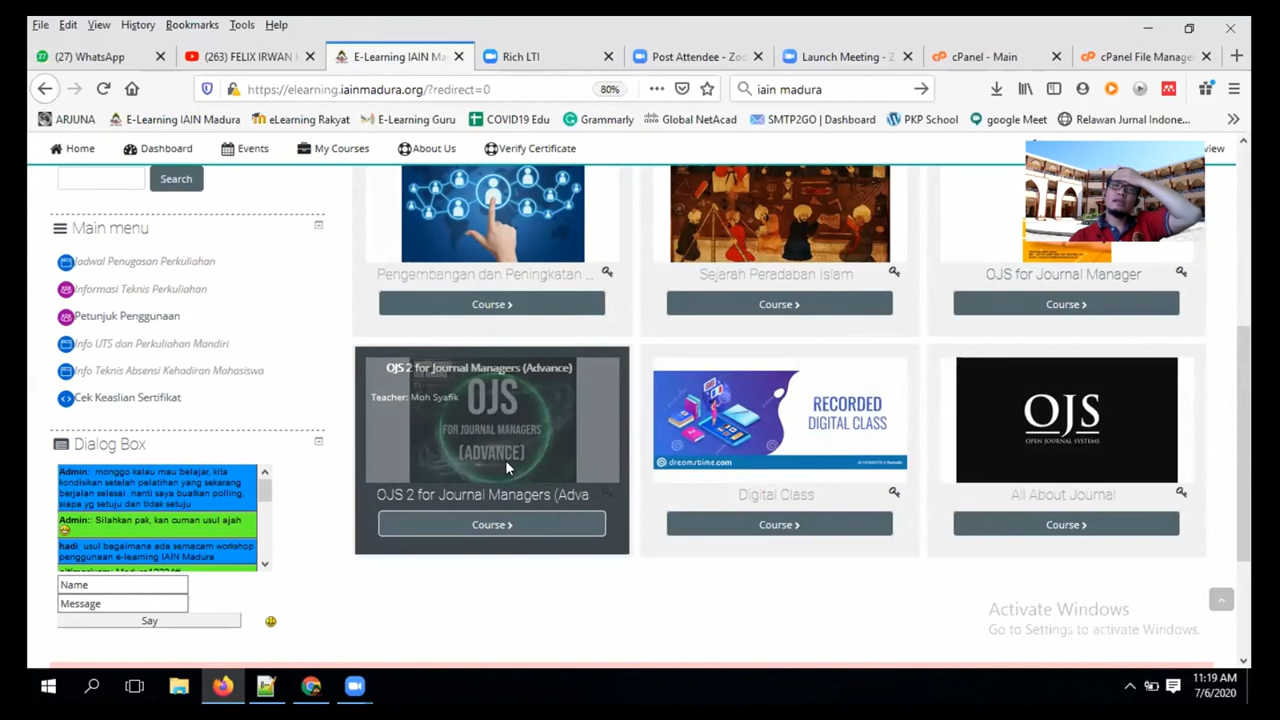 File Edit View History Bookmarks Tools Help
(27) WhatsApp
(263) FELIX IRWAN
E-Learning IAIN Ma
Rich LTI
Post Attendee - Zoo
Launch Meeting - Z
cPanel - Main
cPanel File Manage
https://elearning.iainmadura.org/?redirect=0
80%
iain madura
ARJUNA
E-Learning IAIN Madura
eLearning Rakyat
E-Learning Guru
COVID19 Edu
Grammarly
Global NetAcad
SMTP2GO | Dashboard
PKP School
google Meet
Relawan Jurnal Indone...
Home
Dashboard
Events
My Courses
About Us
Verify Certificate
view
Search
Main menu
Jadwal Penugasan Perkuliahan
Informasi Teknis Perkuliahan
Petunjuk Penggunaan
Info UTS dan Perkuliahan Mandiri
Info Teknis Absensi Kehadiran Mahasiswa
Cek Keaslian Sertifikat
Dialog Box
Admin:: monggo kalau mau belajar, kita
kondisikan setelah pelatihan yang sekarang
berjalan selesai. nanti saya buatkan polling,
siapa yg setuju dan tidak setuju
Admin:: Silahkan pak, kan cuman usul ajah
hadi: usul bagaimana ada semacam workshop
penggunaan e-learning IAIN Madura
Name
Message
Say
Pengembangan dan Peningkatan ...
Course
Sejarah Peradaban Islam
Course
OJS for Journal Manager
Course
OJS 2 for Journal Managers (Advance)
Teacher: Moh Syafik
OJS
FOR JOURNAL MANAGERS
(ADVANCE)
OJS 2 for Journal Managers (Adva
Course
RECORDED
DIGITAL CLASS
dreamstime.com
Digital Class
Course
OJS
OPEN JOURNAL SYSTEMS
All About Journal
Course
Activate Windows
Go to Settings to activate Windows.
11:19 AM
7/6/2020